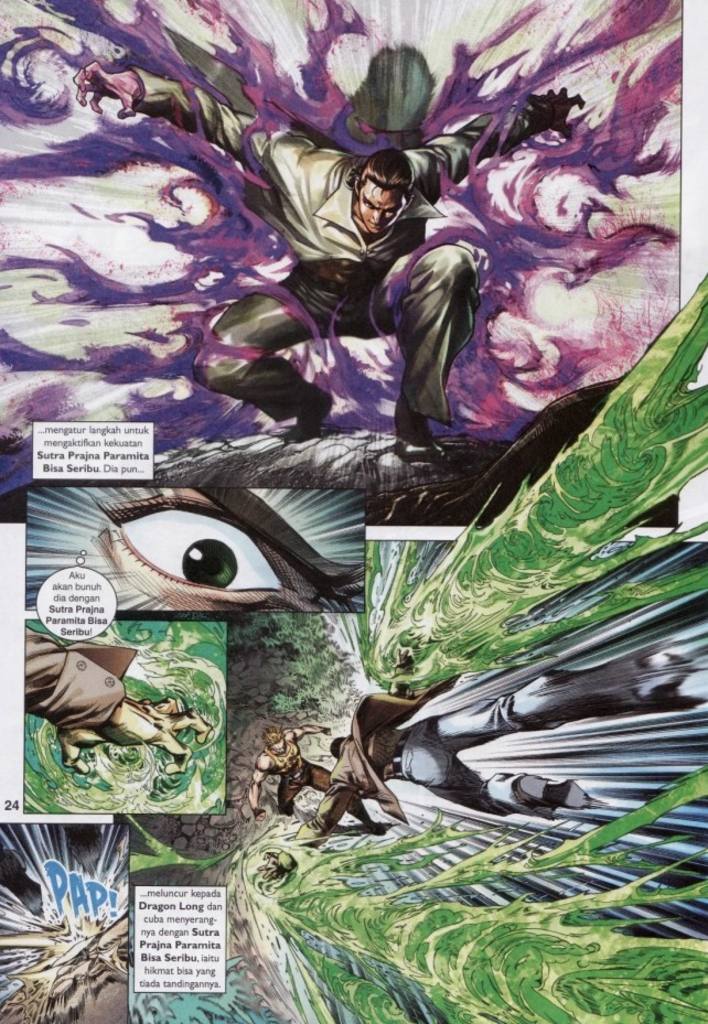 ...mengatur langkah untuk
mengaktifkan kekuatan
Sutra Prajna Paramita
Bisa Seribu. Dia pun...
Aku
akan bunuh
dia dengan
Sutra Prajna
Paramita Bisa
Seribu!
24
PAP!
...meluncur kepada
Dragon Long dan
cuba menyerang-
nya dengan Sutra
Prajna Paramita
Bisa Seribu, iaitu
hikmat bisa yang
tiada tandingannya.